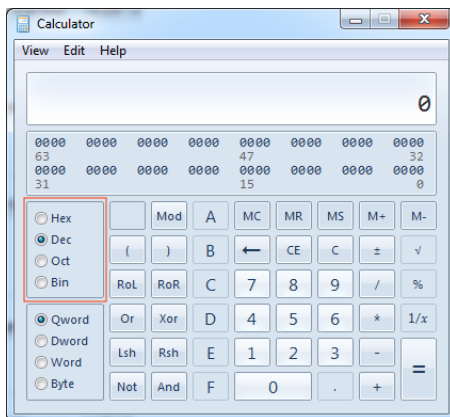 Calculator
View Edit Help
0
0000 0000 0000 0000 0000 0000 0000 0000
63 47 32
0000 0000 0000 0000 0000 0000 0000 0000
31 15 0
Hex Mod A MC MR MS M+ M-
Dec ( ) B ← CE C ± √
Oct
Bin RoL RoR C 7 8 9 / %
Qword Or Xor D 4 5 6 * 1/x
Dword
Word Lsh Rsh E 1 2 3 - =
Byte Not And F 0 . +